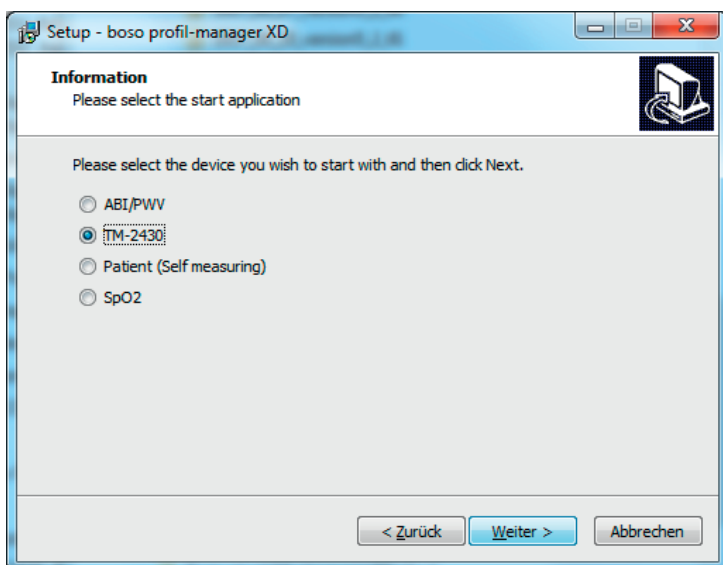 Setup - boso profil-manager XD
Information
Please select the start application
Please select the device you wish to start with and then click Next.
ABI/PWV
TM-2430
Patient (Self measuring)
SpO2
< Zurück
Weiter >
Abbrechen